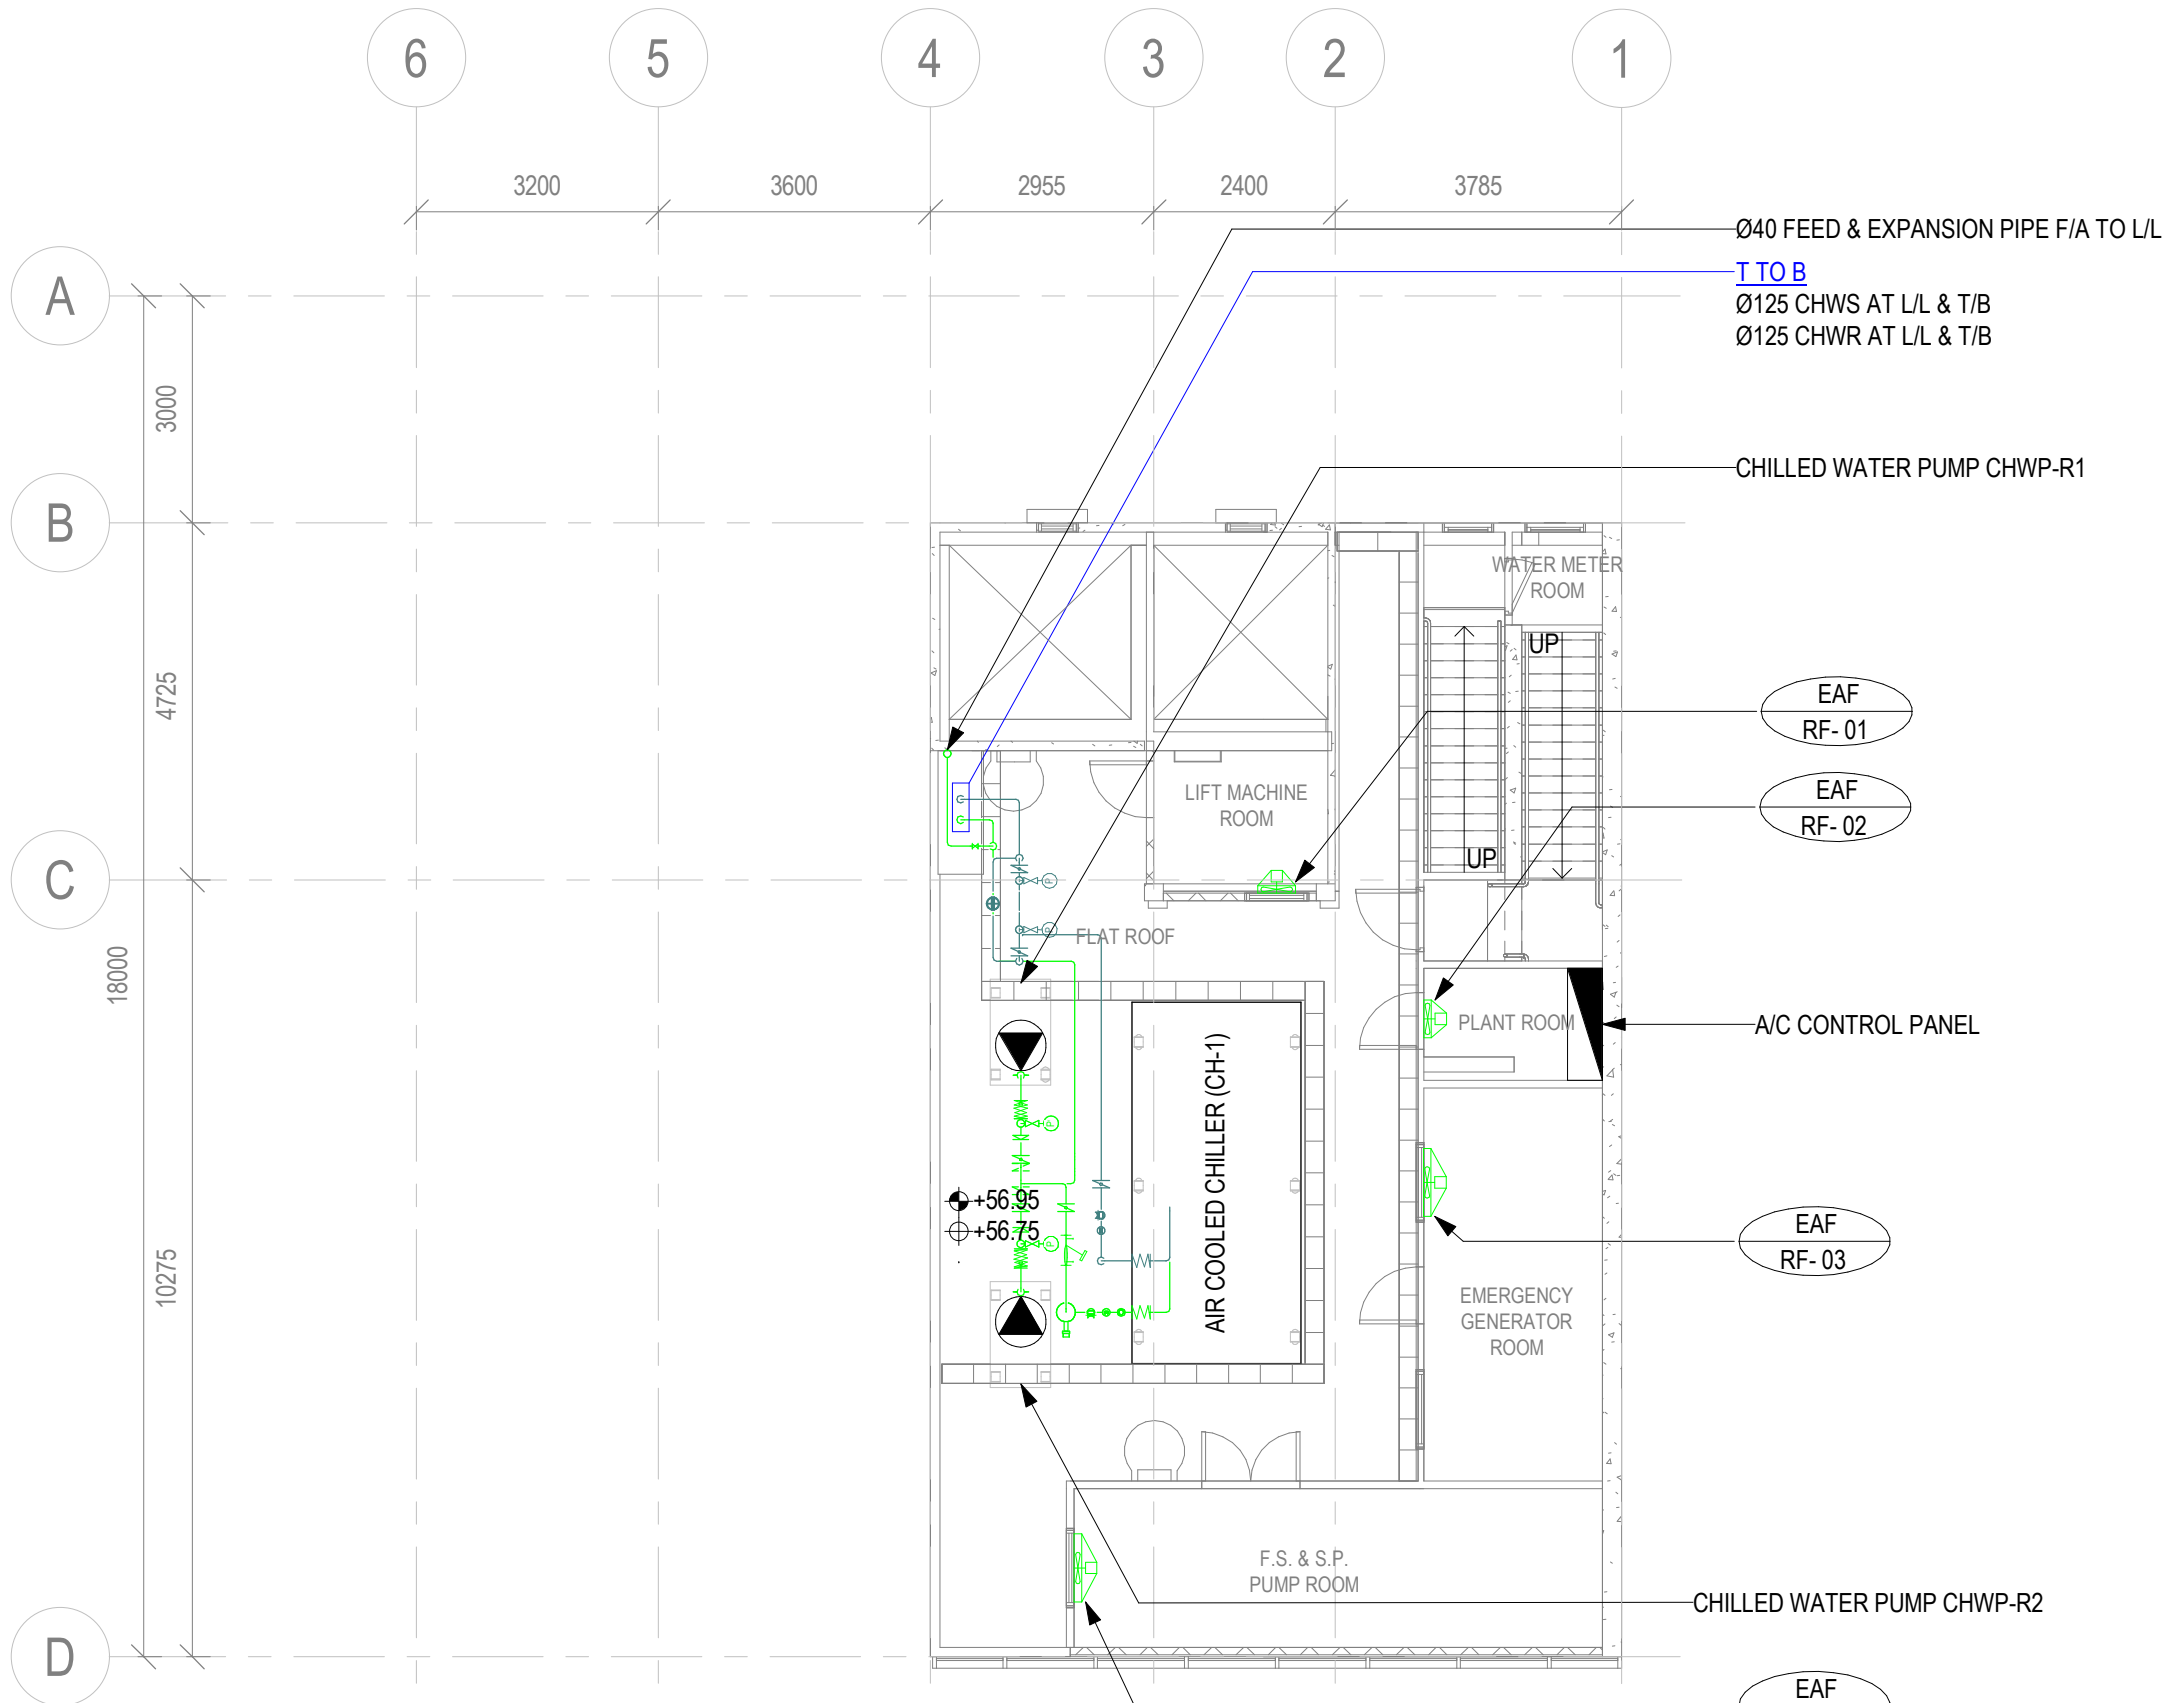 6
5
4
3
2
1
3200
3600
2955
2400
3785
Ø40 FEED & EXPANSION PIPE F/A TO L/L
T TO B
Ø125 CHWS AT L/L & T/B
Ø125 CHWR AT L/L & T/B
A
3000
CHILLED WATER PUMP CHWP-R1
B
WATER METER
ROOM
UP
4725
EAF
RF- 01
LIFT MACHINE
ROOM
EAF
RF- 02
UP
C
P
P
FLAT ROOF
18000
PLANT ROOM
A/C CONTROL PANEL
AIR COOLED CHILLER (CH-1)
P
+56.95
+56.75
P
10275
EAF
RF- 03
EMERGENCY
GENERATOR
ROOM
F.S. & S.P.
PUMP ROOM
CHILLED WATER PUMP CHWP-R2
D
EAF